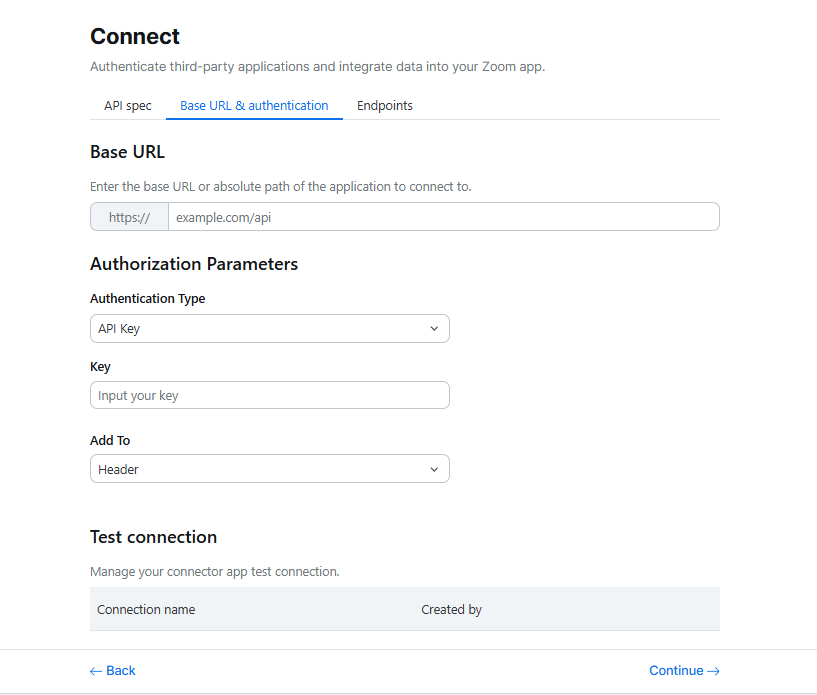 Connect
Authenticate third-party applications and integrate data into your Zoom app.
API spec Base URL & authentication Endpoints
Base URL
Enter the base URL or absolute path of the application to connect to.
https:// example.com/api
Authorization Parameters
Authentication Type
API Key
Key
Input your key
Add To
Header
Test connection
Manage your connector app test connection.
Connection name Created by
← Back Continue →